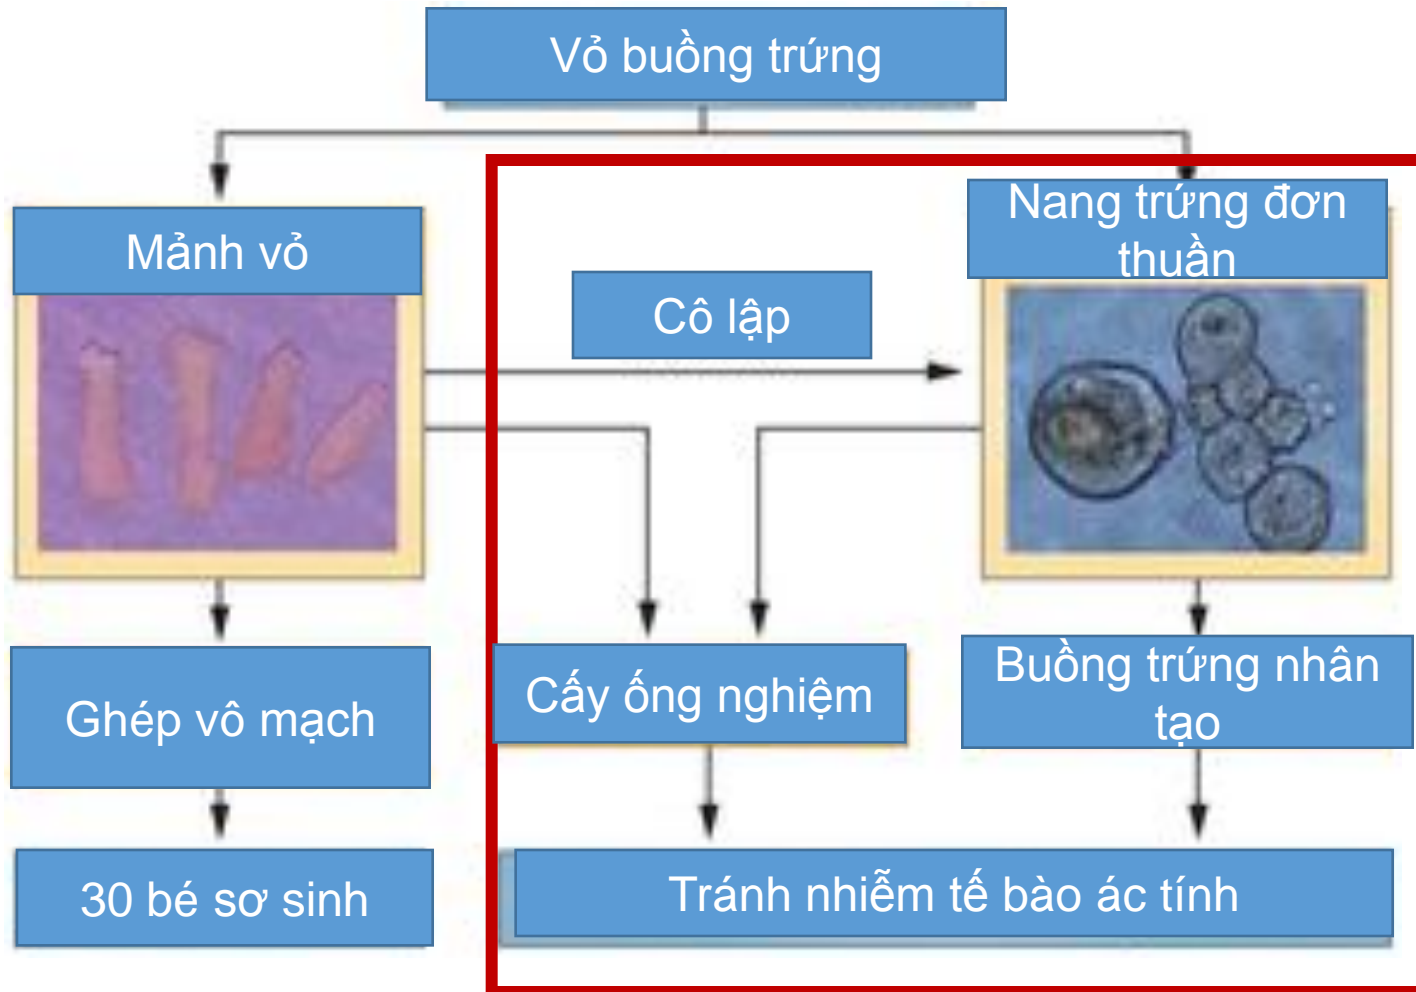 Vỏ buồng trứng
Mảnh vỏ
Cô lập
Nang trứng đơn
thuần
Ghép vô mạch
Cấy ống nghiệm
Buồng trứng nhân
tạo
30 bé sơ sinh
Tránh nhiễm tế bào ác tính